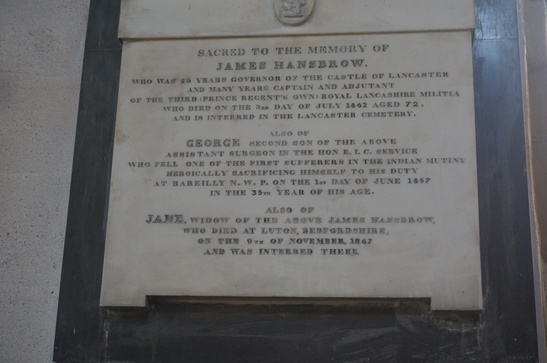 SACRED TO THE MEMORY OF
JAMES HANSBROW.
WHO WAS 28 YEARS GOVERNOR OF THE CASTLE OF LANCASTER
AND MANY YEARS CAPTAIN AND ADJUTANT
OF THE THIRD (PRINCE REGENT'S OWN) ROYAL LANCASHIRE MILITIA
WHO DIED ON THE DAY OF JULY 1862 AGED 72.
AND IS INTERRED IN THE LANCASTER CEMETERY.
ALSO OF
GEORGE SECOND SON OF THE ABOVE
ASSISTANT SURGEON IN THE HON E. I. C. SERVICE
WHO FELL ONE OF THE FIRST SUFFERERS IN THE INDIAN MUTINY
HEROICALLY SACRIFICING HIMSELF TO HIS DUTY
AT BAREILLY N. W. P. ON THE 1ST DAY OF JUNE 1857
IN THE 35TH YEAR OF HIS AGE.
ALSO OF
JANE, WIDOW OF THE ABOVE JAMES HANSBROW,
WHO DIED AT LUTON, BEDFORDSHIRE,
ON THE 9TH OF NOVEMBER, 1867
AND WAS INTERRED THERE.